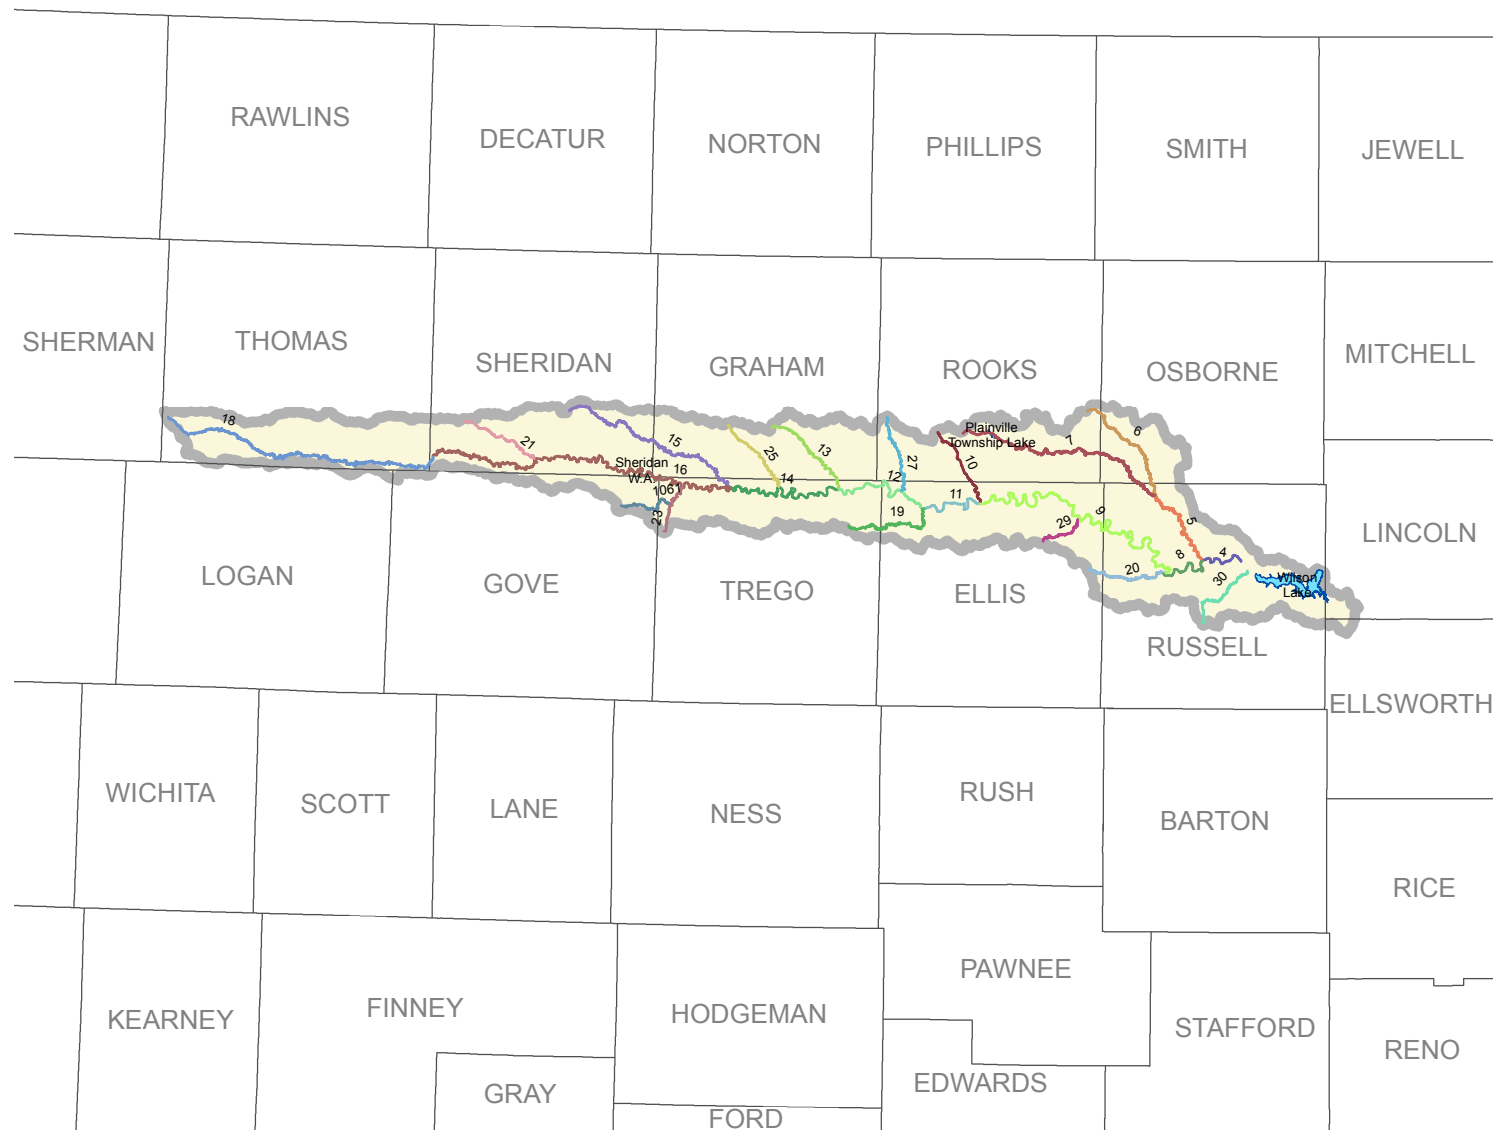 RAWLINS
DECATUR
NORTON
PHILLIPS
SMITH
JEWELL
SHERMAN
THOMAS
SHERIDAN
GRAHAM
ROOKS
OSBORNE
MITCHELL
18
21
15
25
13
27
10
Plainville
Township Lake
7
6
Sheridan
W.A.
16
1061
23
14
12
11
19
29
9
5
8
4
20
30
Wilson
Lake
LINCOLN
LOGAN
GOVE
TREGO
ELLIS
RUSSELL
ELLSWORTH
WICHITA
SCOTT
LANE
NESS
RUSH
BARTON
RICE
KEARNEY
FINNEY
HODGEMAN
PAWNEE
STAFFORD
RENO
GRAY
EDWARDS
FORD